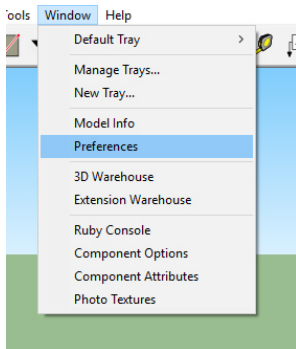 Tools Window Help
Default Tray >
Manage Trays...
New Tray...
Model Info
Preferences
3D Warehouse
Extension Warehouse
Ruby Console
Component Options
Component Attributes
Photo Textures